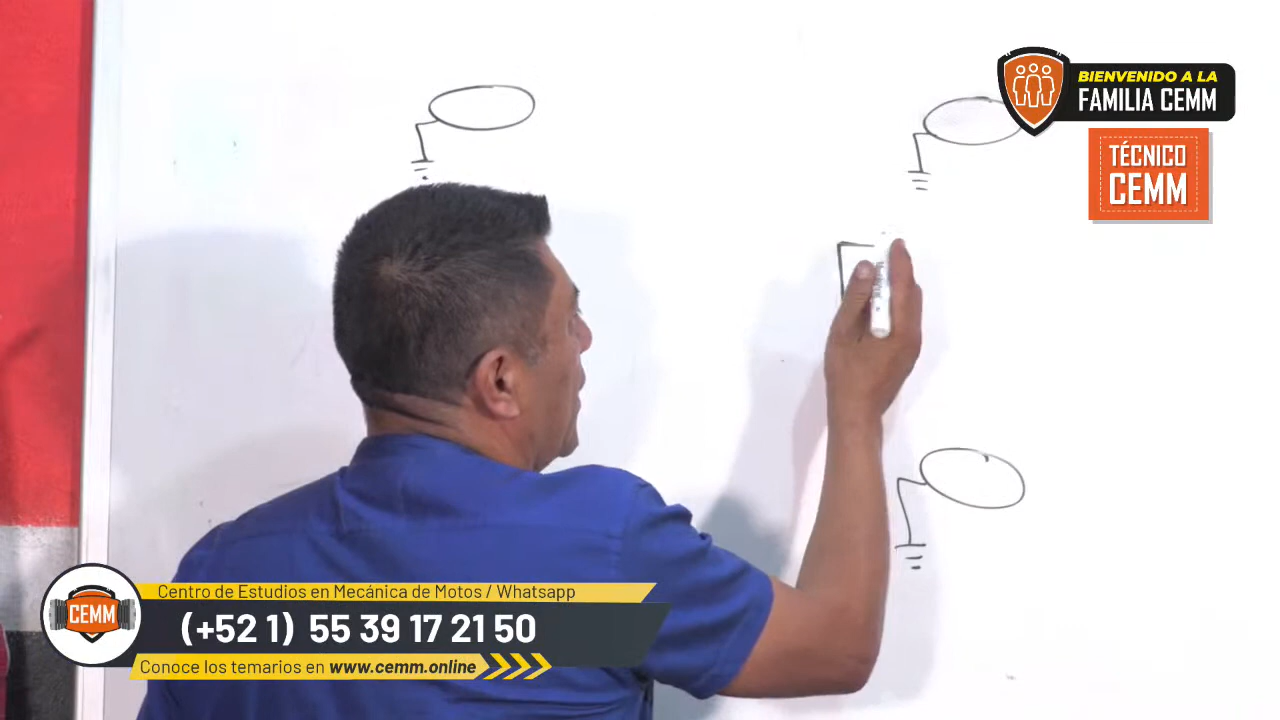 BIENVENIDO A LA
FAMILIA CEMM
TÉCNICO
CEMM
Centro de Estudios en Mecánica de Motos / Whatsapp
CEMM
(+52 1) 55 39 17 21 50
Conoce los temarios en www.cemm.online